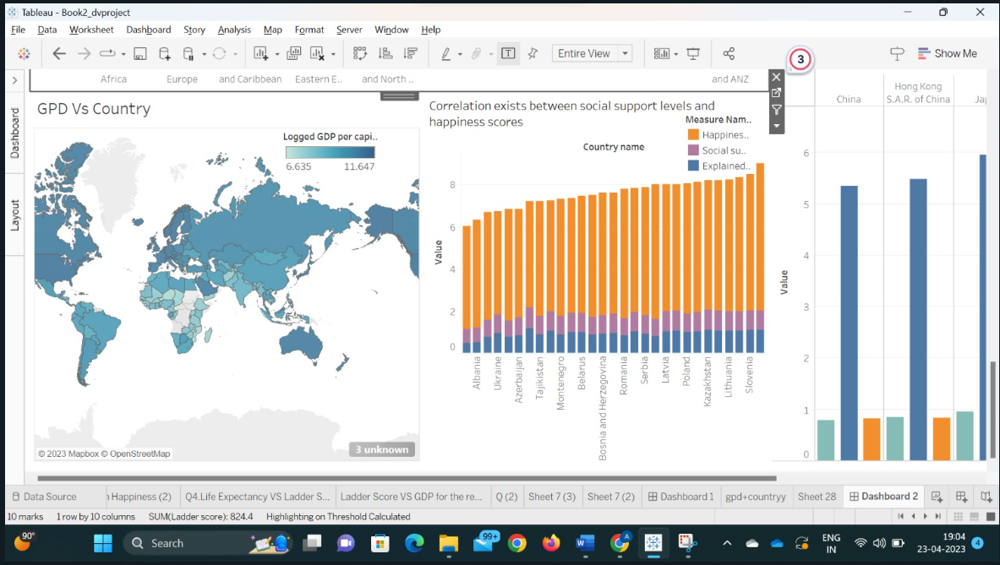 Tableau - Book2_dvproject
File Data Worksheet Dashboard Story Analysis Map Format Server Window Help
Entire View
3
Show Me
Africa Europe and Caribbean Eastern E.. and North .. and ANZ
Dashboard
Layout
GPD Vs Country
Logged GDP per capi..
6.635 11.647
© 2023 Mapbox © OpenStreetMap
3 unknown
Correlation exists between social support levels and
happiness scores
Measure Nam..
Happines..
Social su..
Explained..
Country name
Value
8
6
4
2
0
Albania
Ukraine
Azerbaijan
Tajikistan
Montenegro
Belarus
Bosnia and Herzegovina
Romania
Serbia
Latvia
Poland
Kazakhstan
Lithuania
Slovenia
China
Hong Kong
S.A.R. of China
Jap
Value
6
5
4
3
2
1
0
Data Source Happiness (2) Q4.Life Expectancy VS Ladder S... Ladder Score VS GDP for the re... Q (2) Sheet 7 (3) Sheet 7 (2) Dashboard 1 gpd+countryy Sheet 28 Dashboard 2
10 marks 1 row by 10 columns SUM(Ladder score): 824.4 Highlighting on Threshold Calculated
90°
Search
99+
A
ENG
IN
19:04
23-04-2023
4